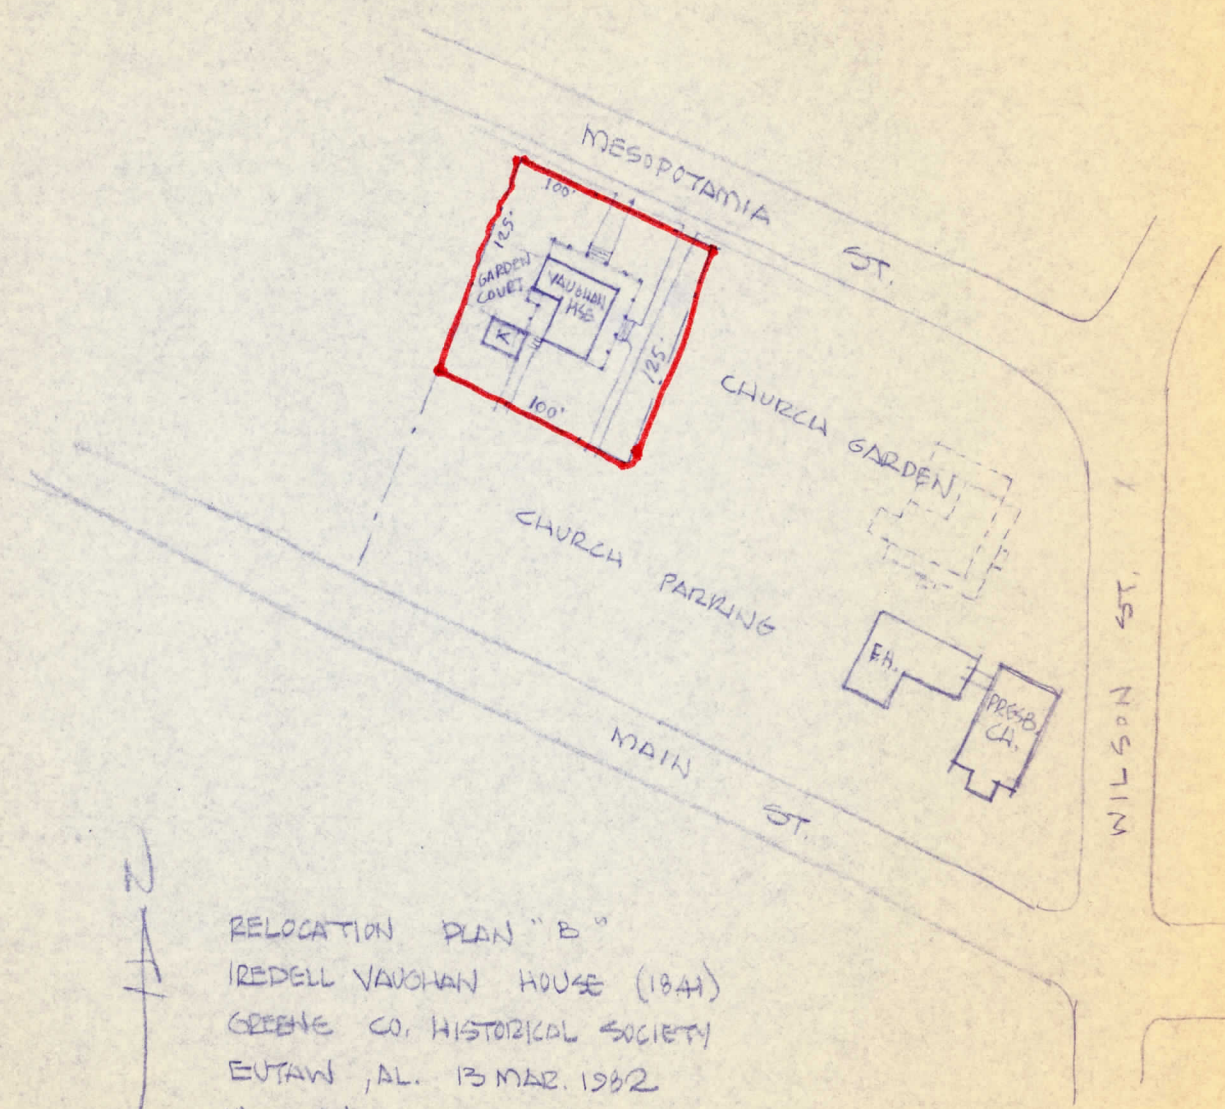 MESOPOTAMIA ST.
100'
125'
GARDEN
COURT
VAUGHAN
HSE.
K
125'
100'
CHURCH GARDEN
CHURCH PARKING
F.H.
PRESB.
CH.
WILSON ST.
MAIN ST.
N
RELOCATION PLAN "B"
IREDELL VAUGHAN HOUSE (1841)
GREENE CO. HISTORICAL SOCIETY
EUTAW, AL. 13 MAR. 1982